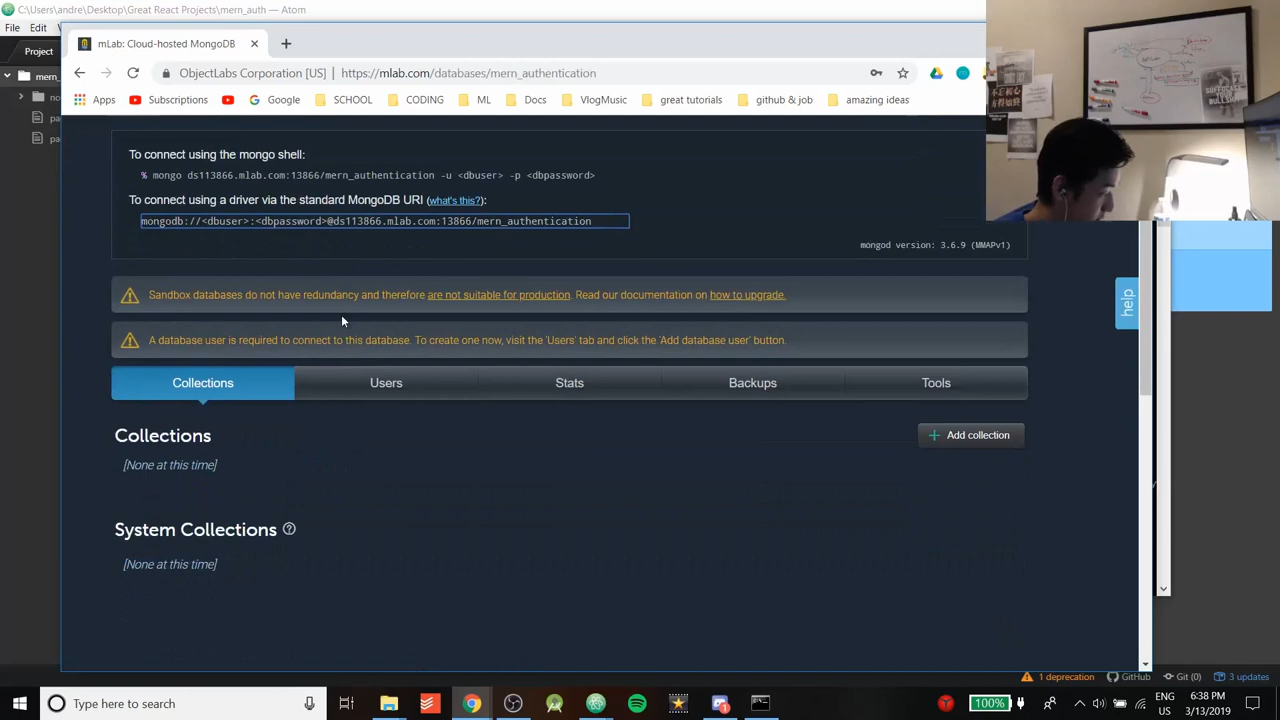 C:\Users\andre\Desktop\Great React Projects\mern_auth — Atom
File Edit
Project
mLab: Cloud-hosted MongoDB
ObjectLabs Corporation [US] | https://mlab.com/databases/mern_authentication
Apps Subscriptions Google SCHOOL CODING ML Docs VlogMusic great tutorials github & job amazing ideas
To connect using the mongo shell:
% mongo ds113866.mlab.com:13866/mern_authentication -u <dbuser> -p <dbpassword>
To connect using a driver via the standard MongoDB URI (what's this?):
mongodb://<dbuser>:<dbpassword>@ds113866.mlab.com:13866/mern_authentication
mongod version: 3.6.9 (MMAPv1)
Sandbox databases do not have redundancy and therefore are not suitable for production. Read our documentation on how to upgrade.
A database user is required to connect to this database. To create one now, visit the 'Users' tab and click the 'Add database user' button.
help
Collections Users Stats Backups Tools
Collections
Add collection
[None at this time]
System Collections
[None at this time]
1 deprecation GitHub Git (0) 3 updates
Type here to search
100%
ENG
US
6:38 PM
3/13/2019